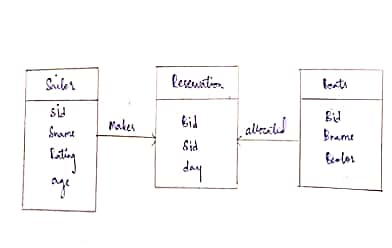 Sailor
sid
Sname
Rating
age
Makes
Reservation
Bid
Sid
day
allocated
Boats
Bid
Bname
Bcolor